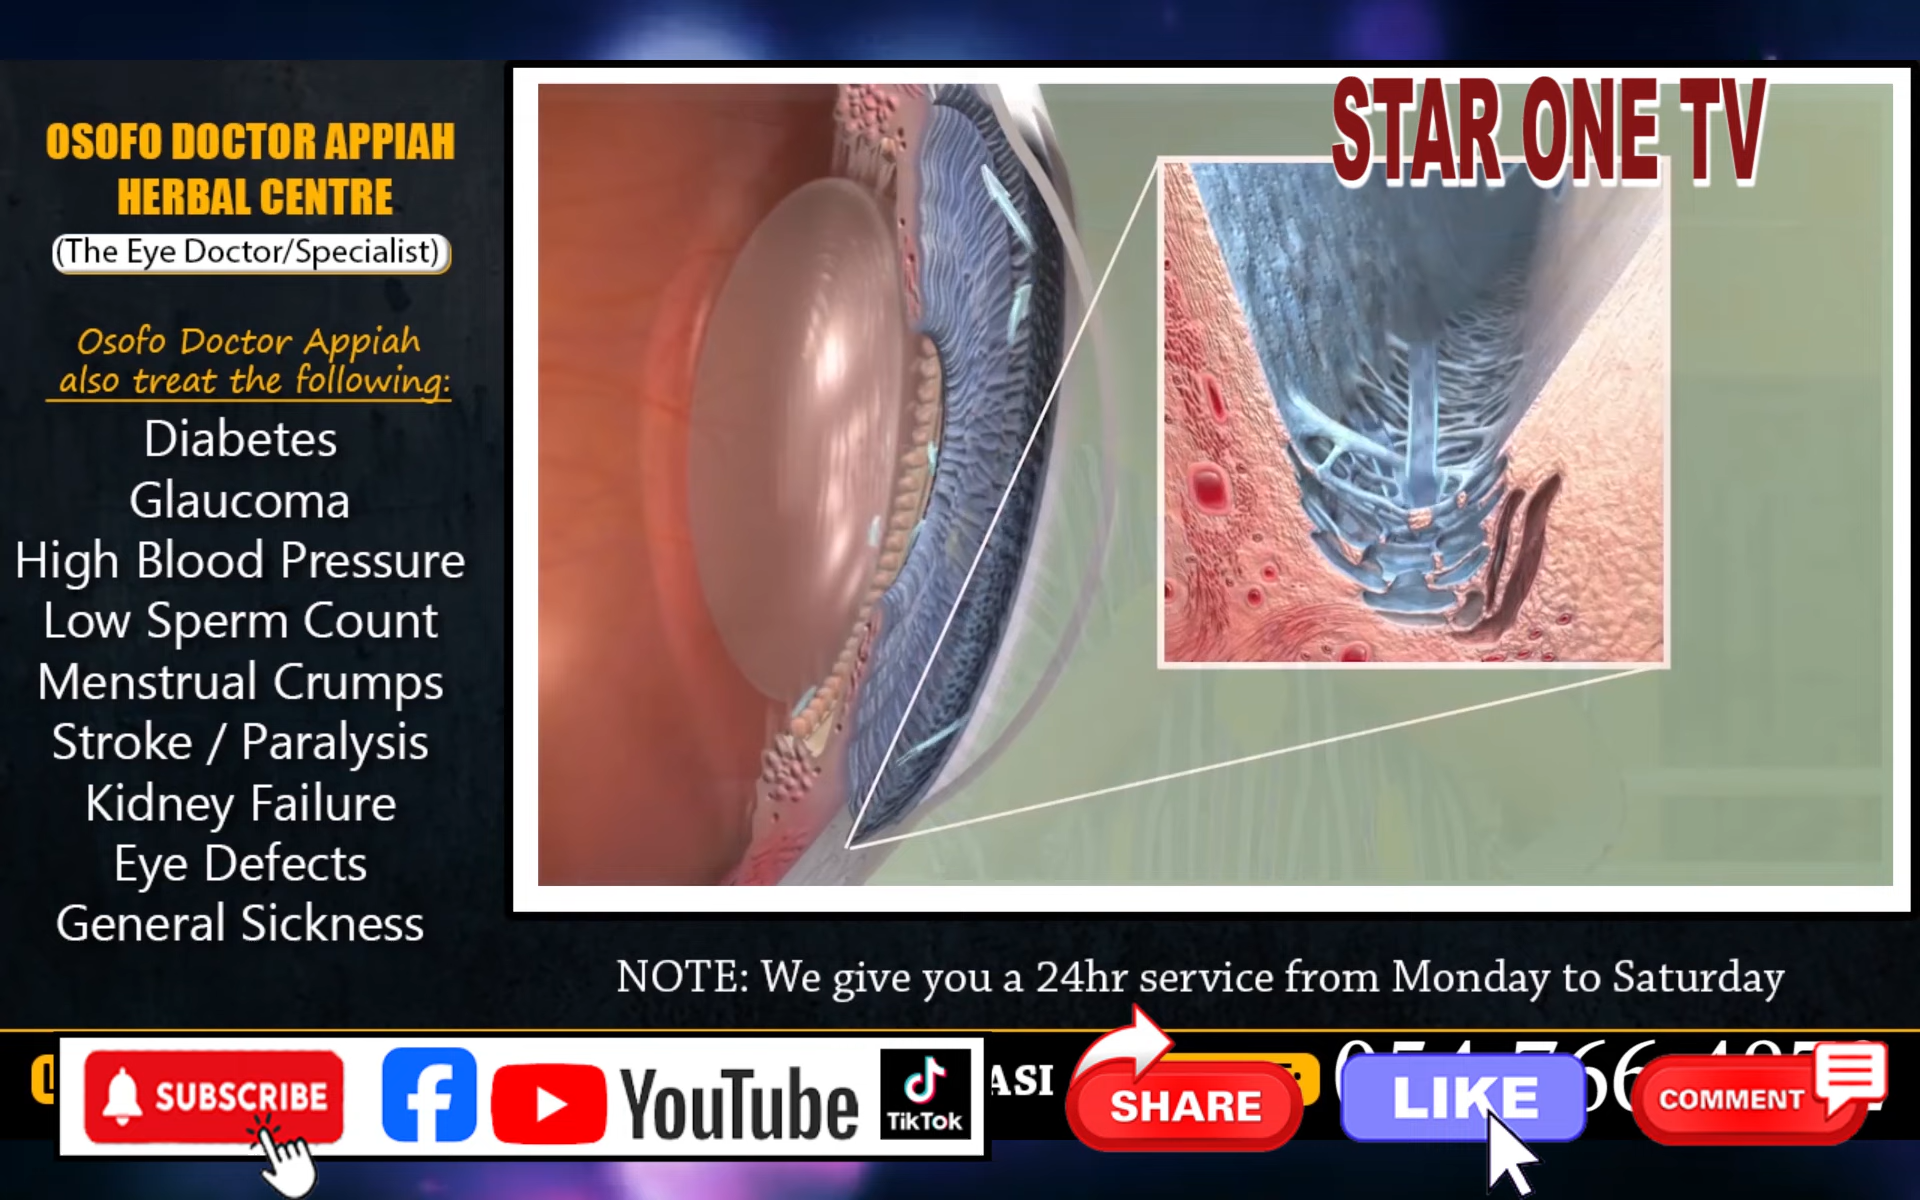 OSOFO DOCTOR APPIAH
HERBAL CENTRE
(The Eye Doctor/Specialist)
Osofo Doctor Appiah
also treat the following:
Diabetes
Glaucoma
High Blood Pressure
Low Sperm Count
Menstrual Crumps
Stroke / Paralysis
Kidney Failure
Eye Defects
General Sickness
STAR ONE TV
NOTE: We give you a 24hr service from Monday to Saturday
SUBSCRIBE
YouTube
TikTok
SHARE
LIKE
COMMENT